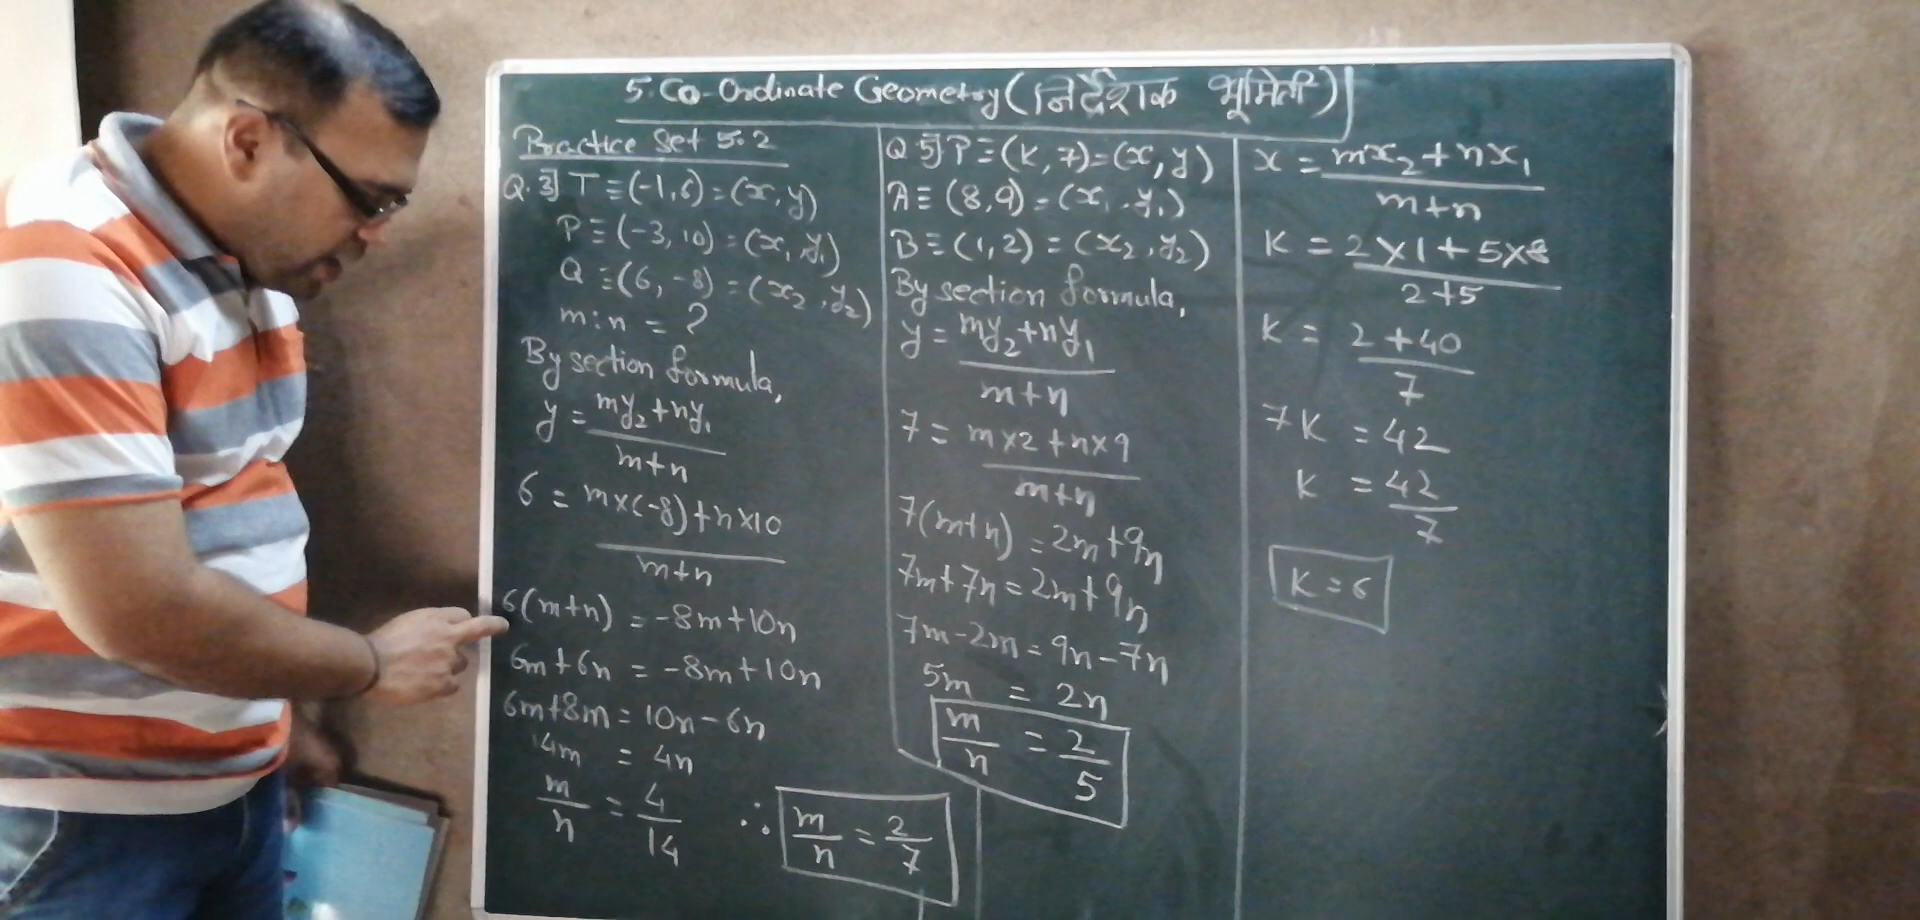 5. Co-Ordinate Geometry (निर्देशक भूमिती)
Practice Set 5.2
Q.3] T ≡ (-1,6) = (x,y)
P ≡ (-3,10) = (x₁,y₁)
Q ≡ (6,-8) = (x₂,y₂)
m:n = ?
By section formula,
y = my₂+ny₁
m+n
6 = m×(-8)+n×10
m+n
6(m+n) = -8m+10n
6m+6n = -8m+10n
6m+8m = 10n-6n
14m = 4n
m/n = 4/14 ∴ m/n = 2/7
Q 5] P ≡ (K,7) = (x,y)
A ≡ (8,9) = (x₁,y₁)
B ≡ (1,2) = (x₂,y₂)
By section formula,
y = my₂+ny₁
m+n
7 = m×2+n×9
m+n
7(m+n) = 2m+9n
7m+7n = 2m+9n
7m-2m = 9n-7n
5m = 2n
m/n = 2/5
x = mx₂+nx₁
m+n
K = 2×1+5×8
2+5
K = 2+40
7
7K = 42
K = 42
7
K = 6